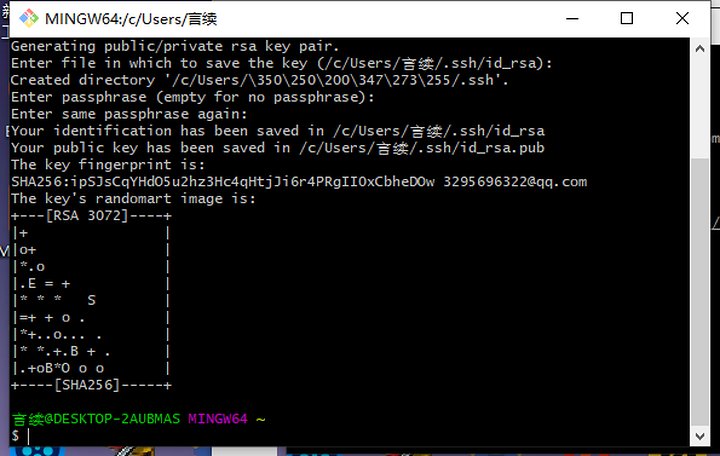 MINGW64:/c/Users/言续
Generating public/private rsa key pair.
Enter file in which to save the key (/c/Users/言续/.ssh/id_rsa):
Created directory '/c/Users/\350\250\200\347\273\255/.ssh'.
Enter passphrase (empty for no passphrase):
Enter same passphrase again:
Your identification has been saved in /c/Users/言续/.ssh/id_rsa
Your public key has been saved in /c/Users/言续/.ssh/id_rsa.pub
The key fingerprint is:
SHA256:ipSJsCqYHdO5u2hz3Hc4qHtjJi6r4PRgII0xCbheDOw 3295696322@qq.com
The key's randomart image is:
+---[RSA 3072]----+
|+                |
|o+               |
|*.o              |
|.E = +           |
|* * *   S        |
|=+ + o .         |
|*+..o... .       |
|* *.+.B + .      |
|.+oB*O o o       |
+----[SHA256]-----+
言续@DESKTOP-2AUBMAS MINGW64 ~
$